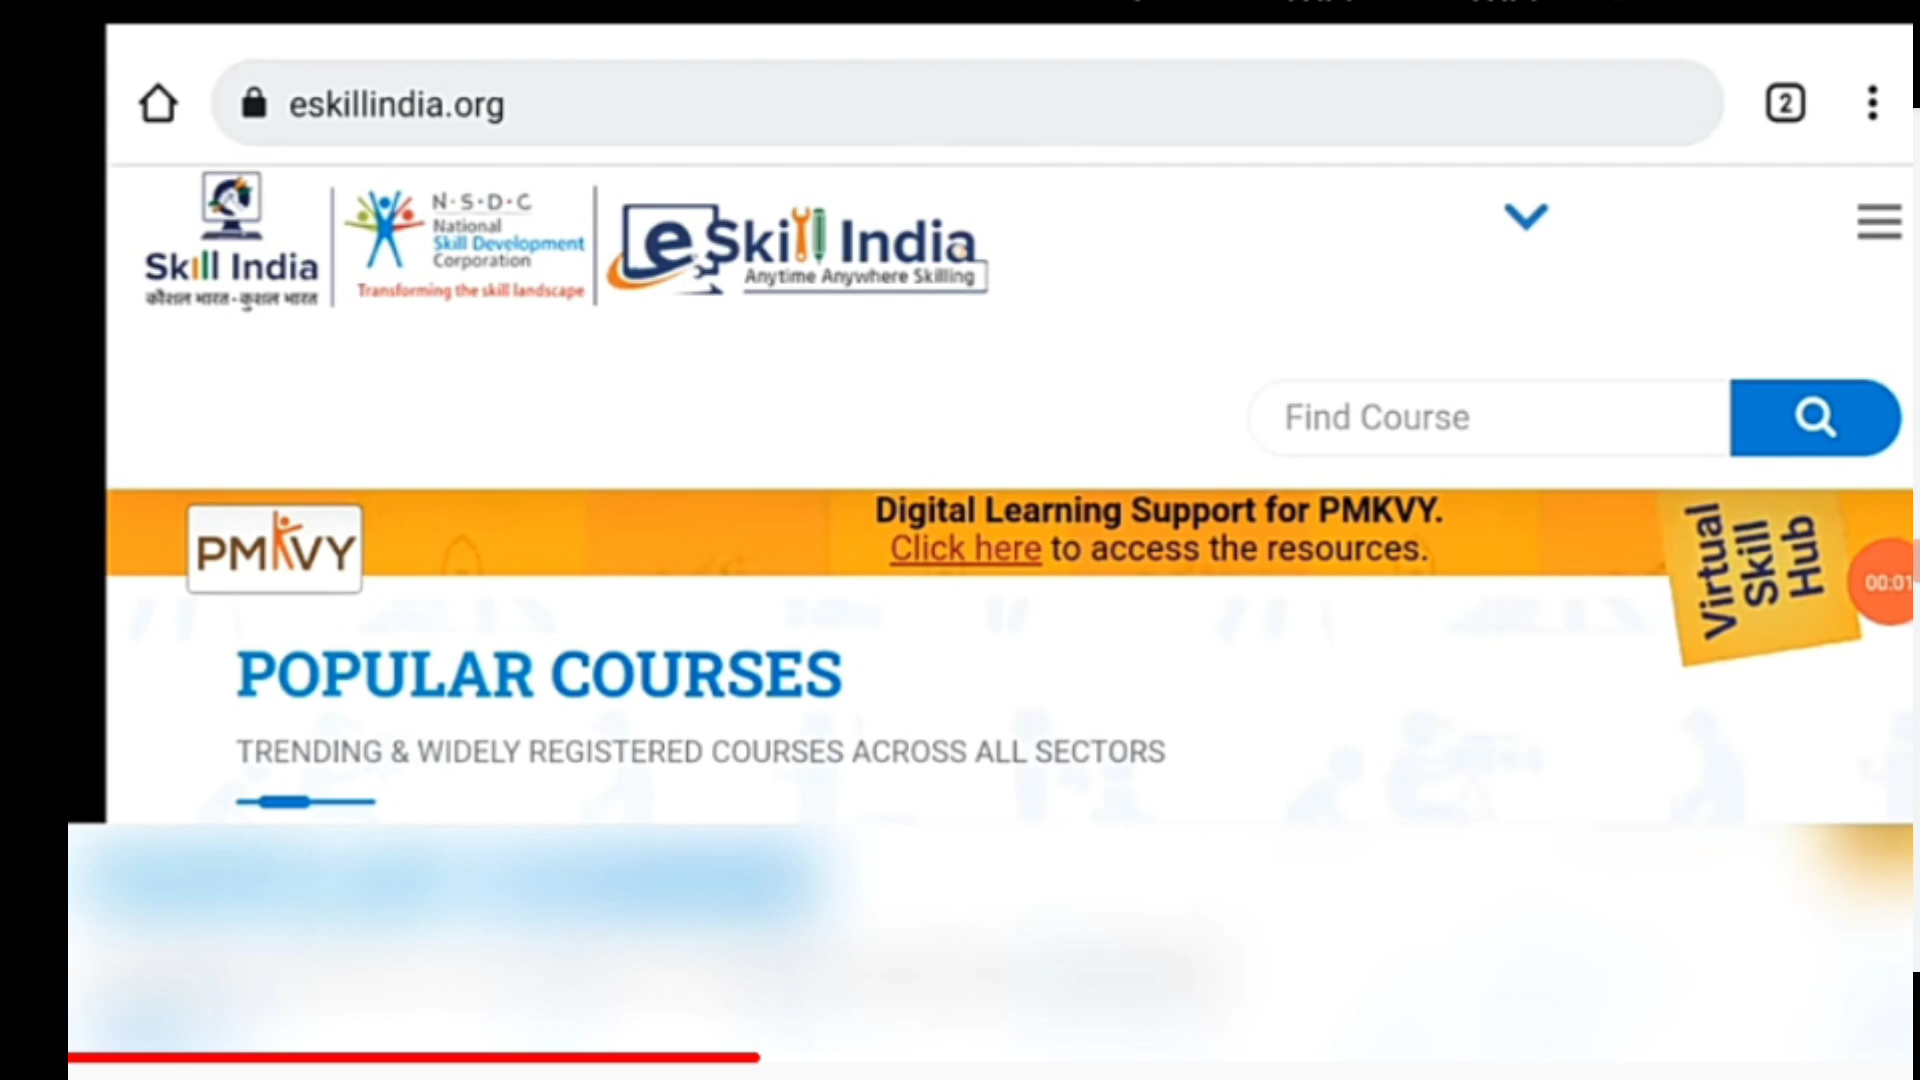 eskillindia.org
2
Skill India
कौशल भारत - कुशल भारत
N·S·D·C
National
Skill Development
Corporation
Transforming the skill landscape
eSkill India
Anytime Anywhere Skilling
Find Course
PMKVY
Digital Learning Support for PMKVY.
Click here to access the resources.
Virtual
Skill
Hub
00:01
POPULAR COURSES
TRENDING & WIDELY REGISTERED COURSES ACROSS ALL SECTORS